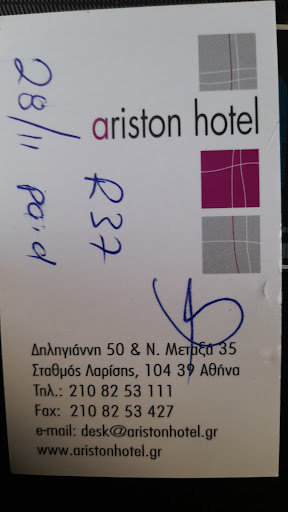 ariston hotel
28/11 paid
R37
Δηληγιάννη 50 & Ν. Μεταξά 35
Σταθμός Λαρίσης, 104 39 Αθήνα
Τηλ.: 210 82 53 111
Fax: 210 82 53 427
e-mail: desk@aristonhotel.gr
www.aristonhotel.gr